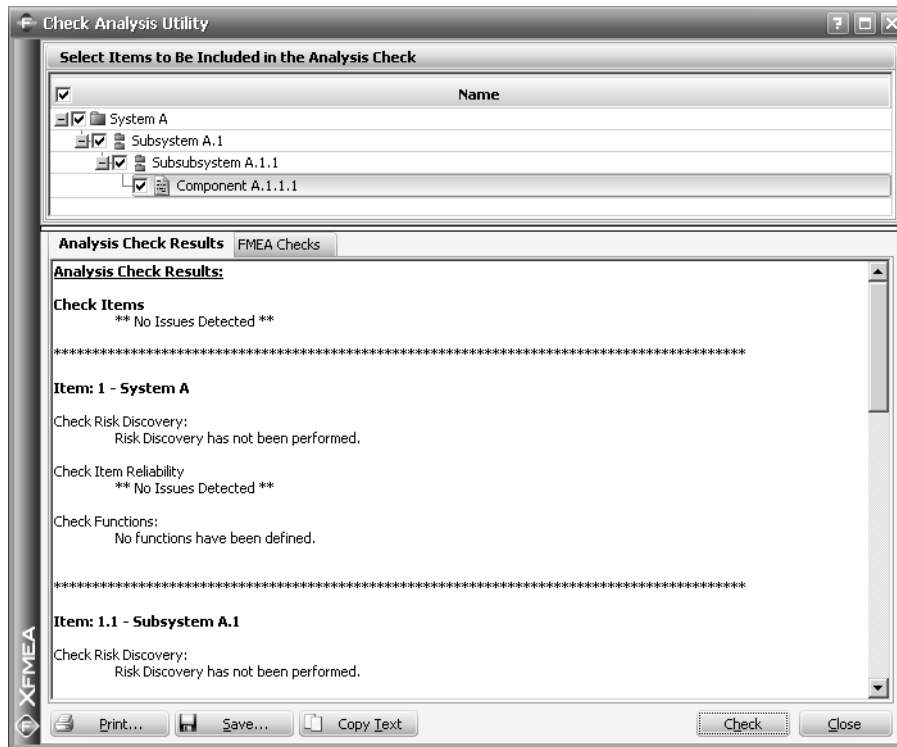 Check Analysis Utility
Select Items to Be Included in the Analysis Check
Name
System A
Subsystem A.1
Subsubsystem A.1.1
Component A.1.1.1
Analysis Check Results FMEA Checks
Analysis Check Results:
Check Items
** No Issues Detected **
******************************************************************************************
Item: 1 - System A
Check Risk Discovery:
Risk Discovery has not been performed.
Check Item Reliability
** No Issues Detected **
Check Functions:
No functions have been defined.
******************************************************************************************
Item: 1.1 - Subsystem A.1
Check Risk Discovery:
Risk Discovery has not been performed.
XFMEA
Print... Save... Copy Text Check Close